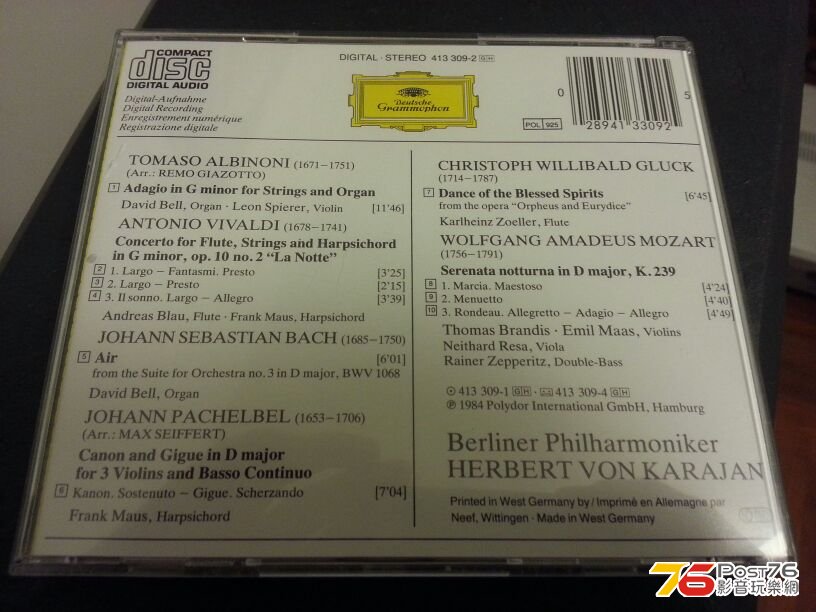 COMPACT
disc
DIGITAL AUDIO
Digital-Aufnahme
Digital Recording
Enregistrement numérique
Registrazione digitale
DIGITAL · STEREO 413 309-2 GH
Deutsche
Grammophon
POL 925
0 28941 33092 5
TOMASO ALBINONI (1671–1751)
(Arr.: REMO GIAZOTTO)
1 Adagio in G minor for Strings and Organ
David Bell, Organ · Leon Spierer, Violin [11'46]
ANTONIO VIVALDI (1678–1741)
Concerto for Flute, Strings and Harpsichord
in G minor, op. 10 no. 2 “La Notte”
2 1. Largo – Fantasmi. Presto [3'25]
3 2. Largo – Presto [2'15]
4 3. Il sonno. Largo – Allegro [3'39]
Andreas Blau, Flute · Frank Maus, Harpsichord
JOHANN SEBASTIAN BACH (1685–1750)
5 Air [6'01]
from the Suite for Orchestra no. 3 in D major, BWV 1068
David Bell, Organ
JOHANN PACHELBEL (1653–1706)
(Arr.: MAX SEIFFERT)
Canon and Gigue in D major
for 3 Violins and Basso Continuo
6 Kanon. Sostenuto – Gigue. Scherzando [7'04]
Frank Maus, Harpsichord
CHRISTOPH WILLIBALD GLUCK
(1714–1787)
7 Dance of the Blessed Spirits [6'45]
from the opera “Orpheus and Eurydice”
Karlheinz Zoeller, Flute
WOLFGANG AMADEUS MOZART
(1756–1791)
Serenata notturna in D major, K. 239
8 1. Marcia. Maestoso [4'24]
9 2. Menuetto [4'40]
10 3. Rondeau. Allegretto – Adagio – Allegro [4'49]
Thomas Brandis · Emil Maas, Violins
Neithard Resa, Viola
Rainer Zepperitz, Double-Bass
413 309-1 GH · 413 309-4 GH
℗ 1984 Polydor International GmbH, Hamburg
Berliner Philharmoniker
HERBERT VON KARAJAN
Printed in West Germany by / Imprimé en Allemagne par
Neef, Wittingen · Made in West Germany
76 Post76
影音玩樂網